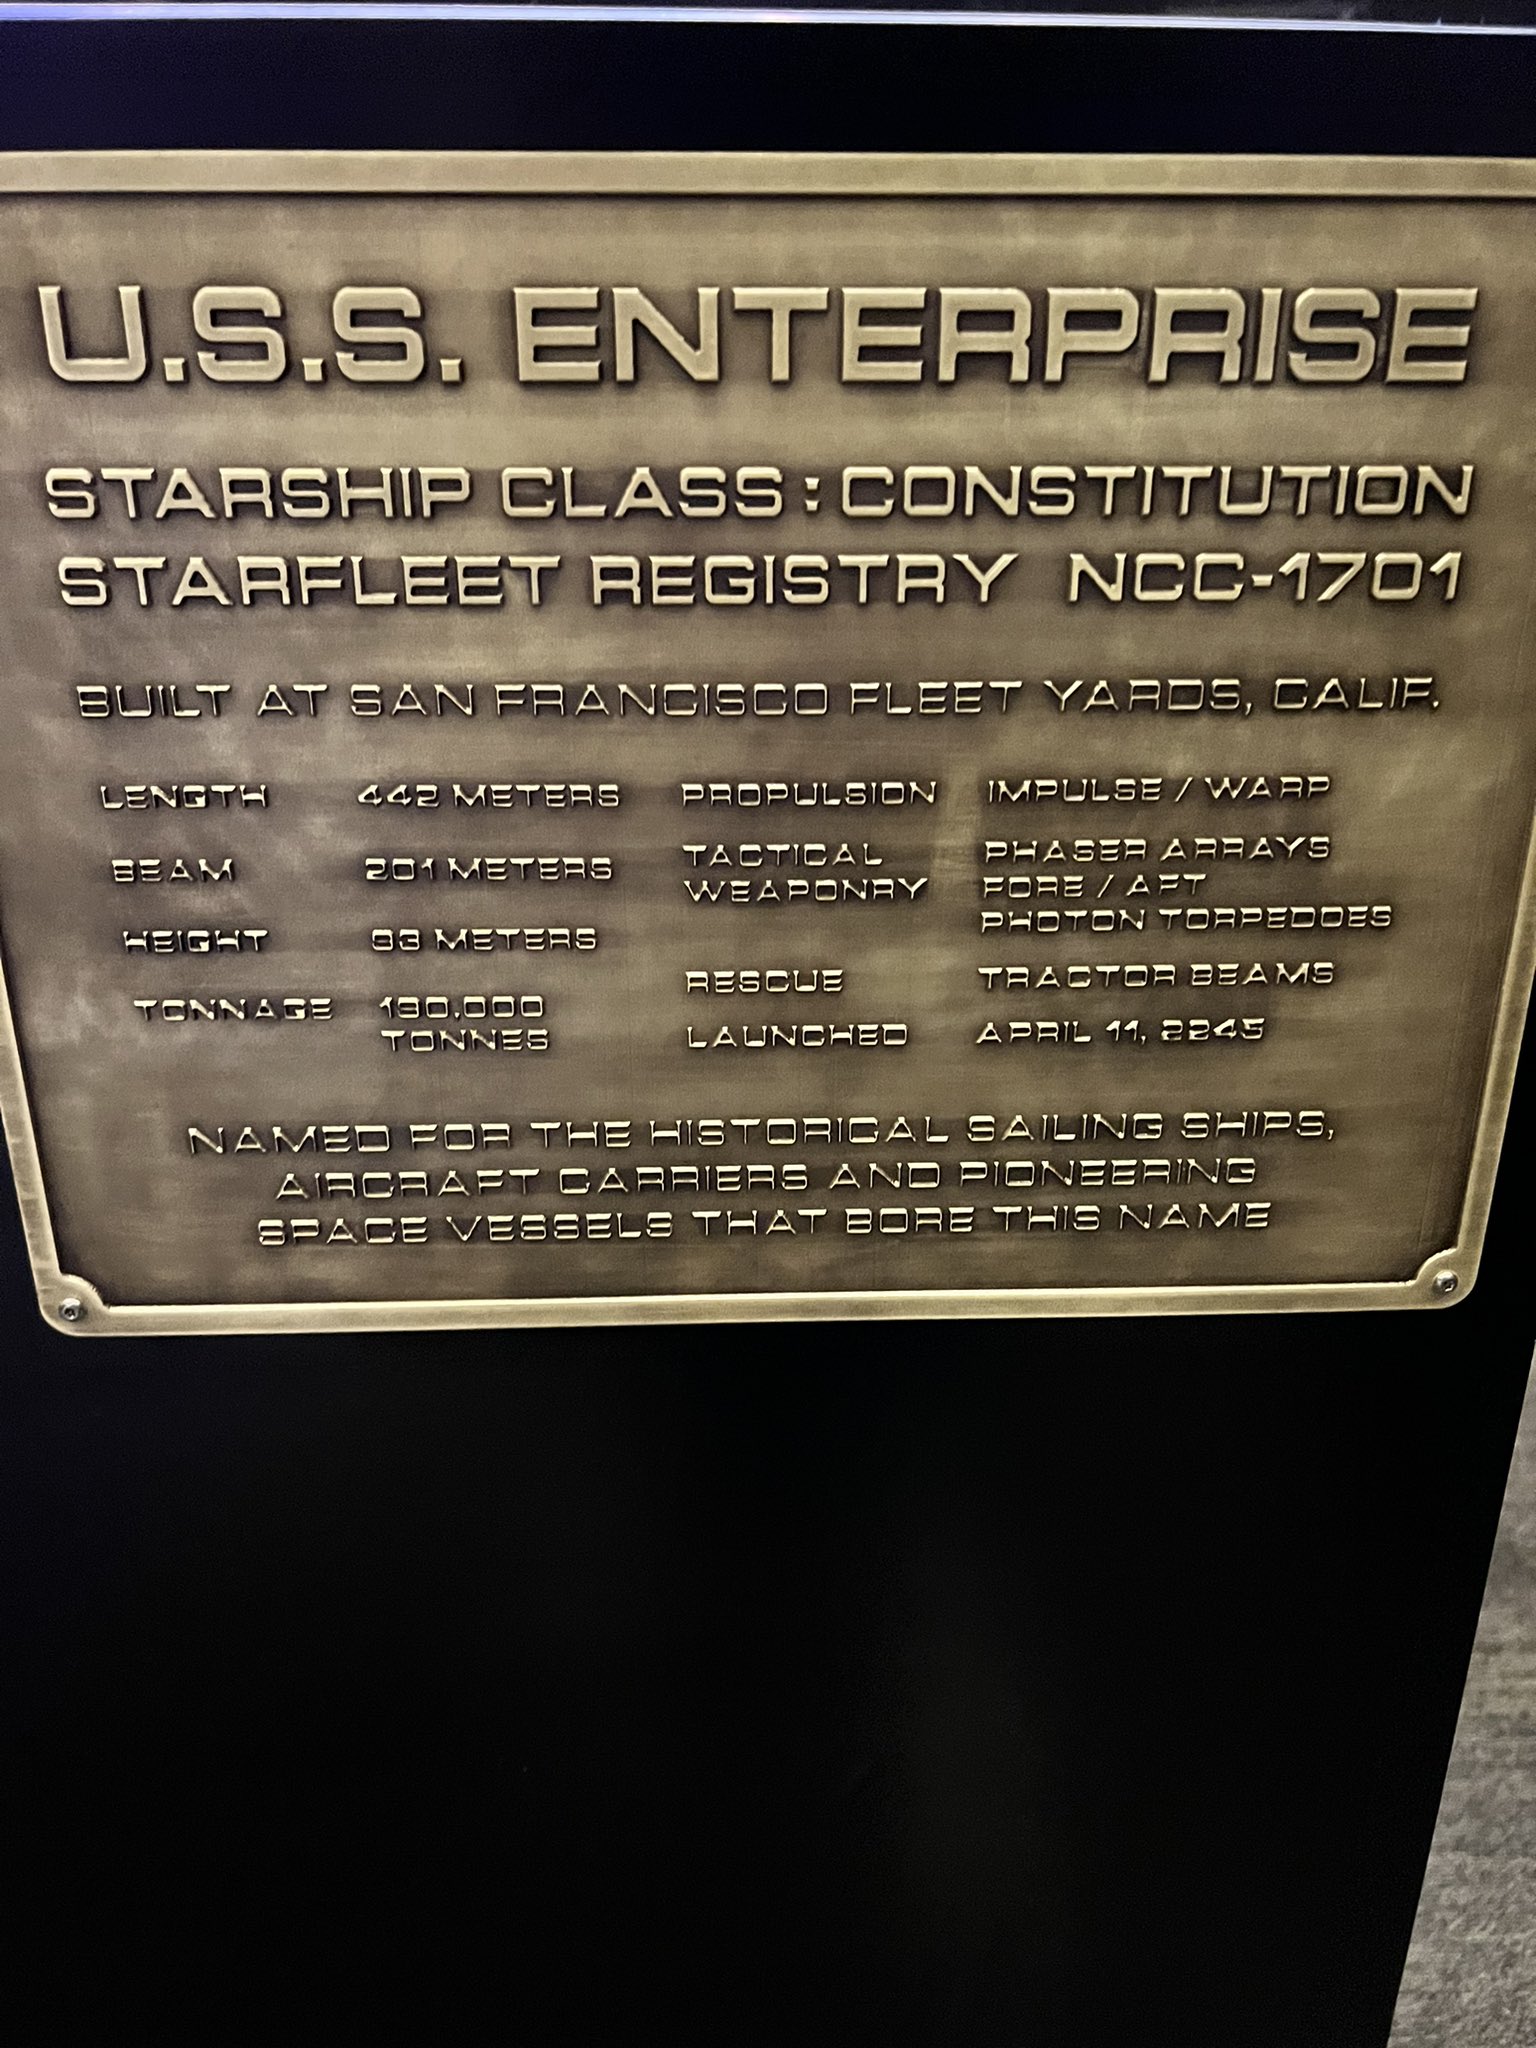 U.S.S. ENTERPRISE
STARSHIP CLASS : CONSTITUTION
STARFLEET REGISTRY NCC-1701
BUILT AT SAN FRANCISCO FLEET YARDS, CALIF.
LENGTH 442 METERS
BEAM 201 METERS
HEIGHT METERS
TONNAGE 190,000
TONNES
PROPULSION IMPULSE / WARP
TACTICAL WEAPONRY PHASER ARRAYS
FORE / AFT
PHOTON TORPEDOES
RESCUE TRACTOR BEAMS
LAUNCHED APRIL 11, 2245
NAMED FOR THE HISTORICAL SAILING SHIPS,
AIRCRAFT CARRIERS AND PIONEERING
SPACE VESSELS THAT BORE THIS NAME